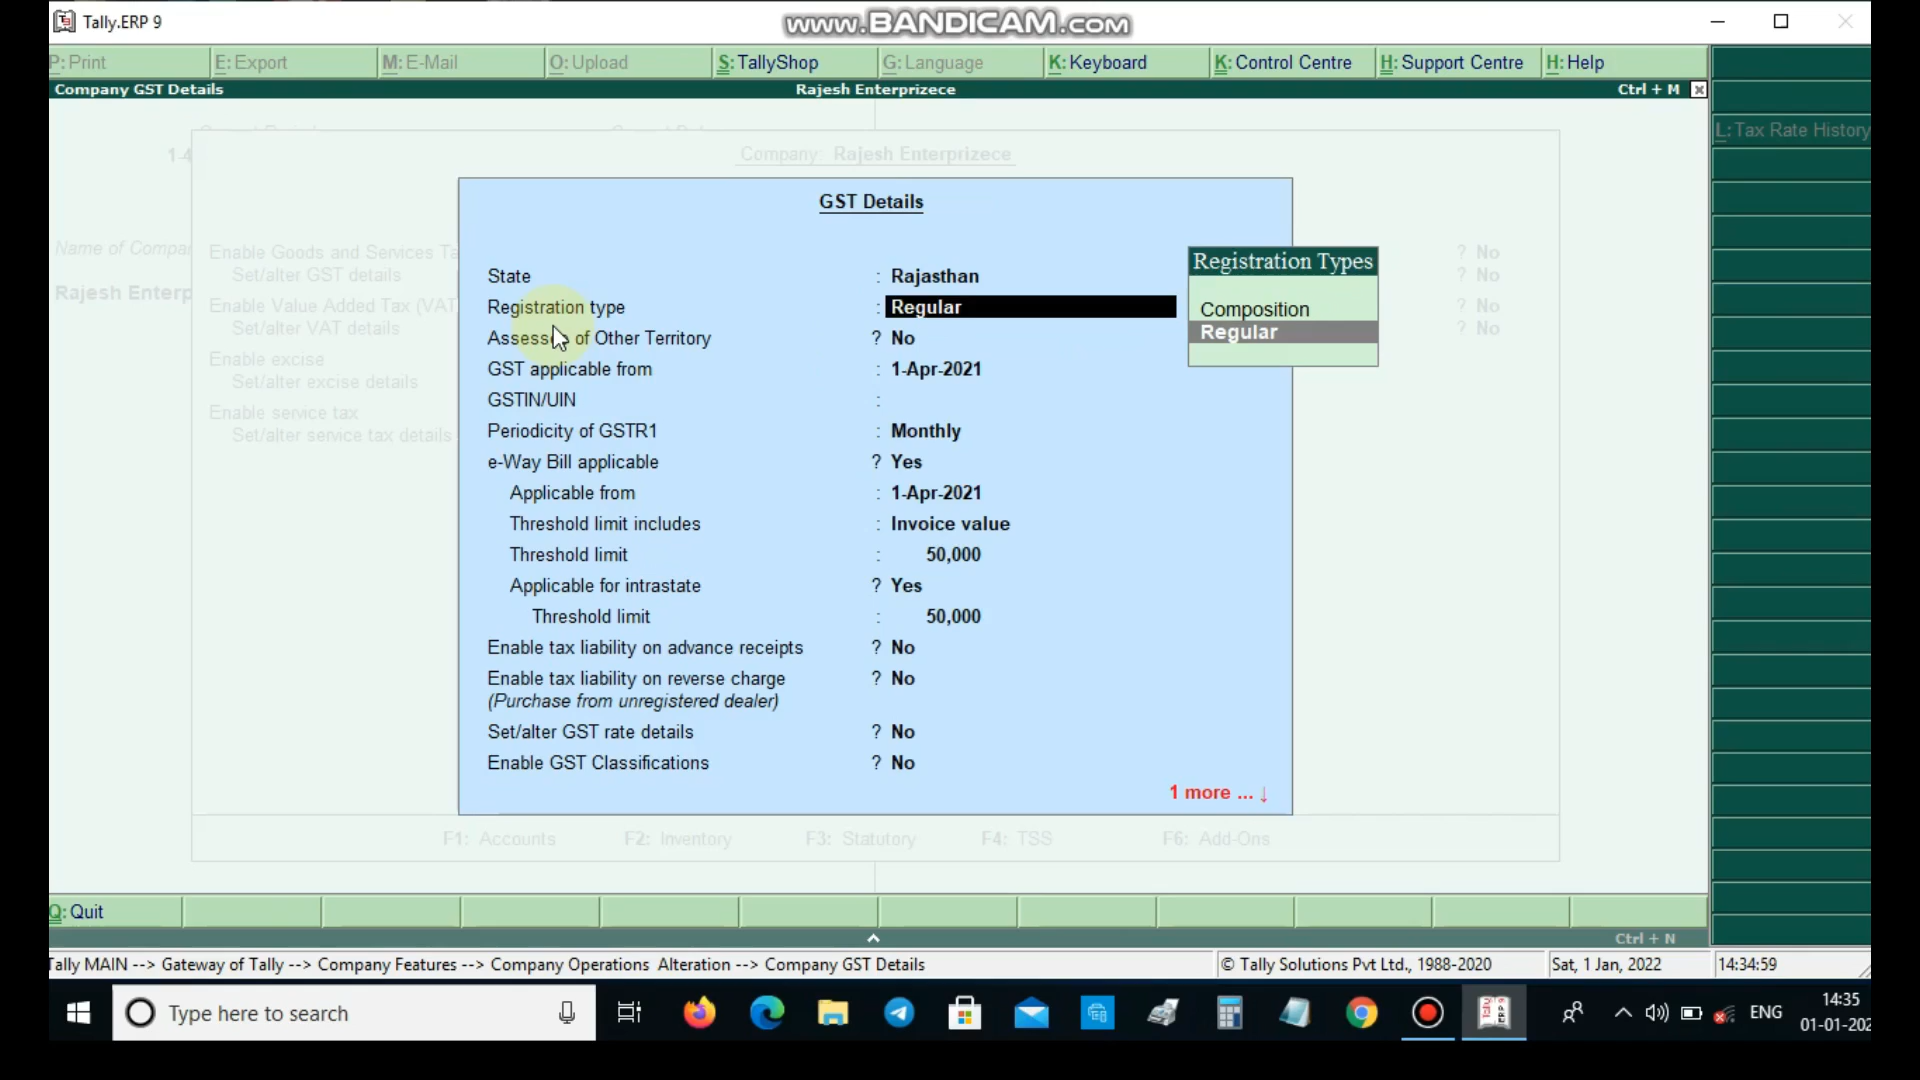 Tally.ERP 9
www.BANDICAM.com
P: Print E: Export M: E-Mail O: Upload S: TallyShop G: Language K: Keyboard K: Control Centre H: Support Centre H: Help
Company GST Details Rajesh Enterprizece Ctrl + M
L: Tax Rate History
1-4
Company: Rajesh Enterprizece
GST Details
Name of Compa
Rajesh Enterp
Enable Goods and Services Ta ? No
Set/alter GST details ? No
Enable Value Added Tax (VAT ? No
Set/alter VAT details ? No
Enable excise
Set/alter excise details
Enable service tax
Set/alter service tax details
State : Rajasthan
Registration type : Regular
Registration Types
Composition
Regular
Assessee of Other Territory ? No
GST applicable from : 1-Apr-2021
GSTIN/UIN :
Periodicity of GSTR1 : Monthly
e-Way Bill applicable ? Yes
Applicable from : 1-Apr-2021
Threshold limit includes : Invoice value
Threshold limit : 50,000
Applicable for intrastate ? Yes
Threshold limit : 50,000
Enable tax liability on advance receipts ? No
Enable tax liability on reverse charge ? No
(Purchase from unregistered dealer)
Set/alter GST rate details ? No
Enable GST Classifications ? No
1 more ... ↓
F1: Accounts F2: Inventory F3: Statutory F4: TSS F6: Add-Ons
Q: Quit
Ctrl + N
Tally MAIN --> Gateway of Tally --> Company Features --> Company Operations Alteration --> Company GST Details © Tally Solutions Pvt Ltd., 1988-2020 Sat, 1 Jan, 2022 14:34:59
Type here to search ENG 14:35
01-01-202